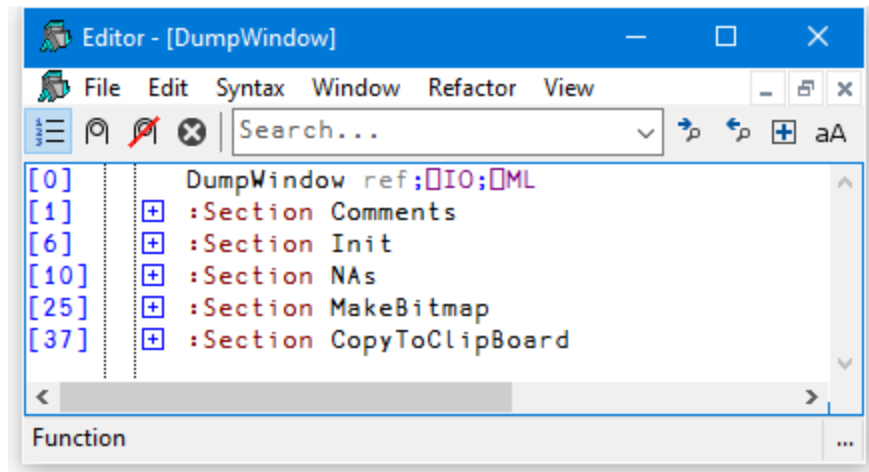 Editor - [DumpWindow]
File Edit Syntax Window Refactor View
Search... aA
[0] DumpWindow ref;⎕IO;⎕ML
[1] :Section Comments
[6] :Section Init
[10] :Section NAs
[25] :Section MakeBitmap
[37] :Section CopyToClipBoard
Function ...